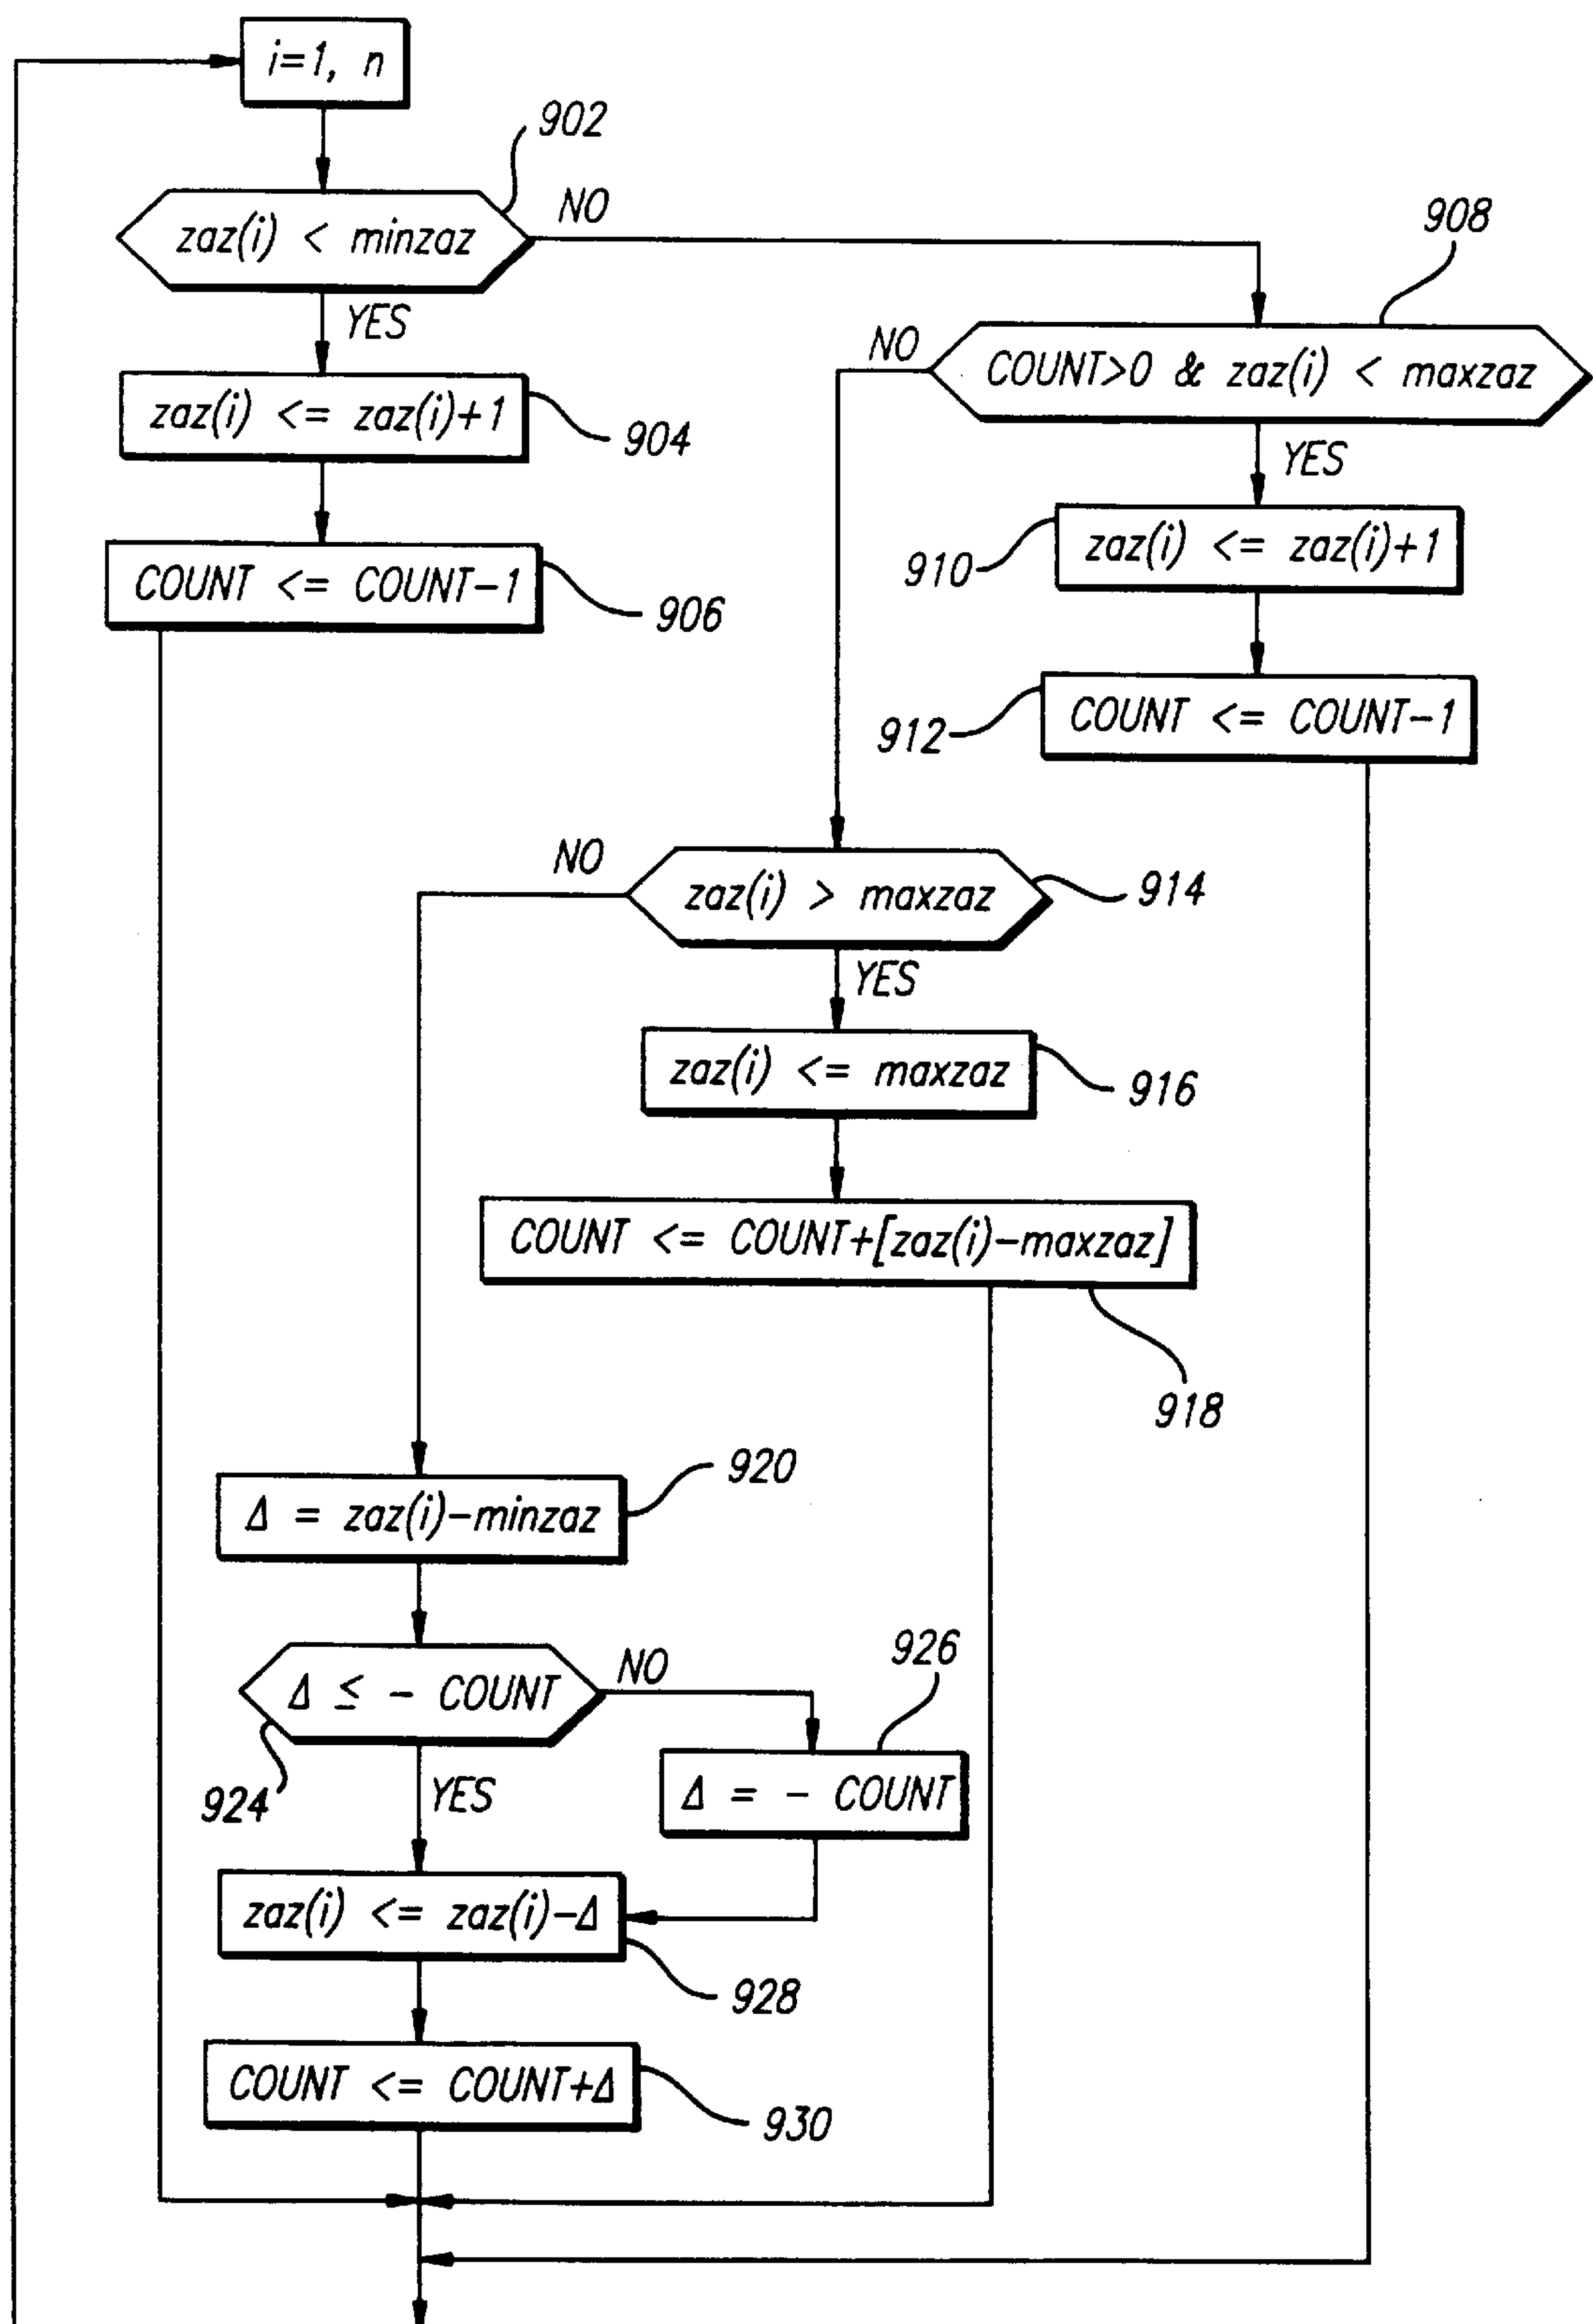 i=1, n
902
zaz(i) < minzaz
NO
908
YES
NO
COUNT>0 & zaz(i) < maxzaz
zaz(i) <= zaz(i)+1
904
YES
910
zaz(i) <= zaz(i)+1
COUNT <= COUNT-1
906
912
COUNT <= COUNT-1
NO
zaz(i) > maxzaz
914
YES
zaz(i) <= maxzaz
916
COUNT <= COUNT+[zaz(i)-maxzaz]
918
920
Δ = zaz(i)-minzaz
926
Δ ≤ - COUNT
NO
924
YES
Δ = - COUNT
zaz(i) <= zaz(i)-Δ
928
COUNT <= COUNT+Δ
930